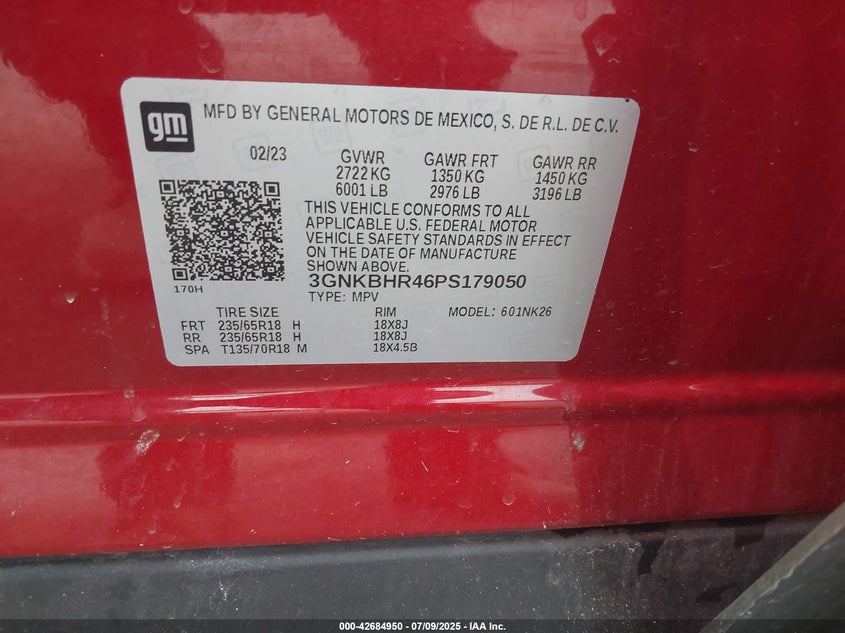 gm
MFD BY GENERAL MOTORS DE MEXICO, S. DE R.L. DE C.V.
02/23 GVWR GAWR FRT GAWR RR
2722 KG 1350 KG 1450 KG
6001 LB 2976 LB 3196 LB
THIS VEHICLE CONFORMS TO ALL
APPLICABLE U.S. FEDERAL MOTOR
VEHICLE SAFETY STANDARDS IN EFFECT
ON THE DATE OF MANUFACTURE
SHOWN ABOVE.
170H
3GNKBHR46PS179050
TYPE: MPV MODEL: 601NK26
TIRE SIZE RIM
FRT 235/65R18 H 18X8J
RR 235/65R18 H 18X8J
SPA T135/70R18 M 18X4.5B
000-42684950 / 07/09/2025 - IAA Inc.